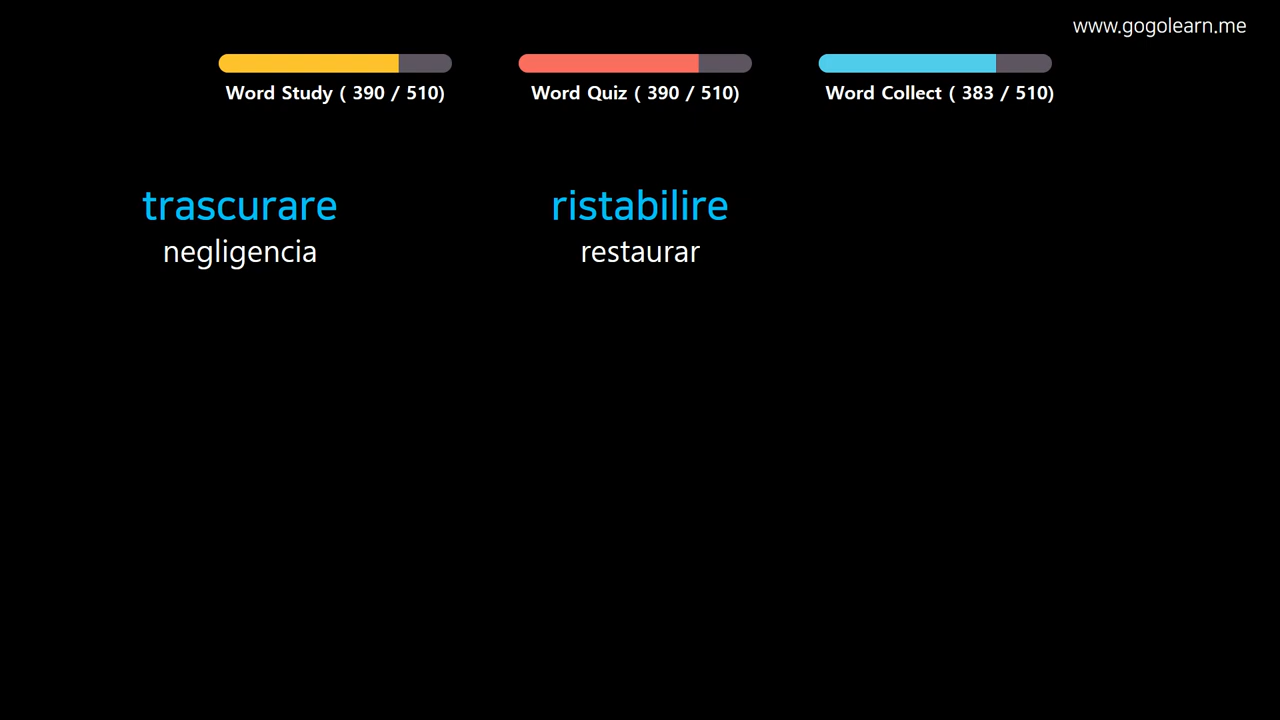 www.gogolearn.me
Word Study ( 390 / 510)
Word Quiz ( 390 / 510)
Word Collect ( 383 / 510)
trascurare
negligencia
ristabilire
restaurar